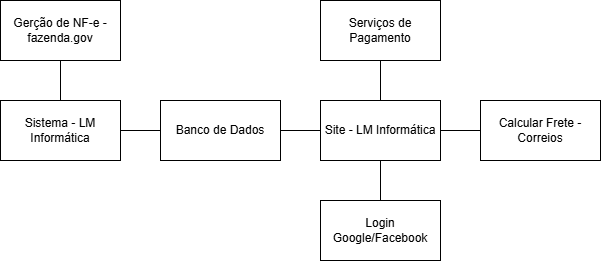 Gerção de NF-e -
fazenda.gov
Serviços de
Pagamento
Sistema - LM
Informática
Banco de Dados
Site - LM Informática
Calcular Frete -
Correios
Login
Google/Facebook